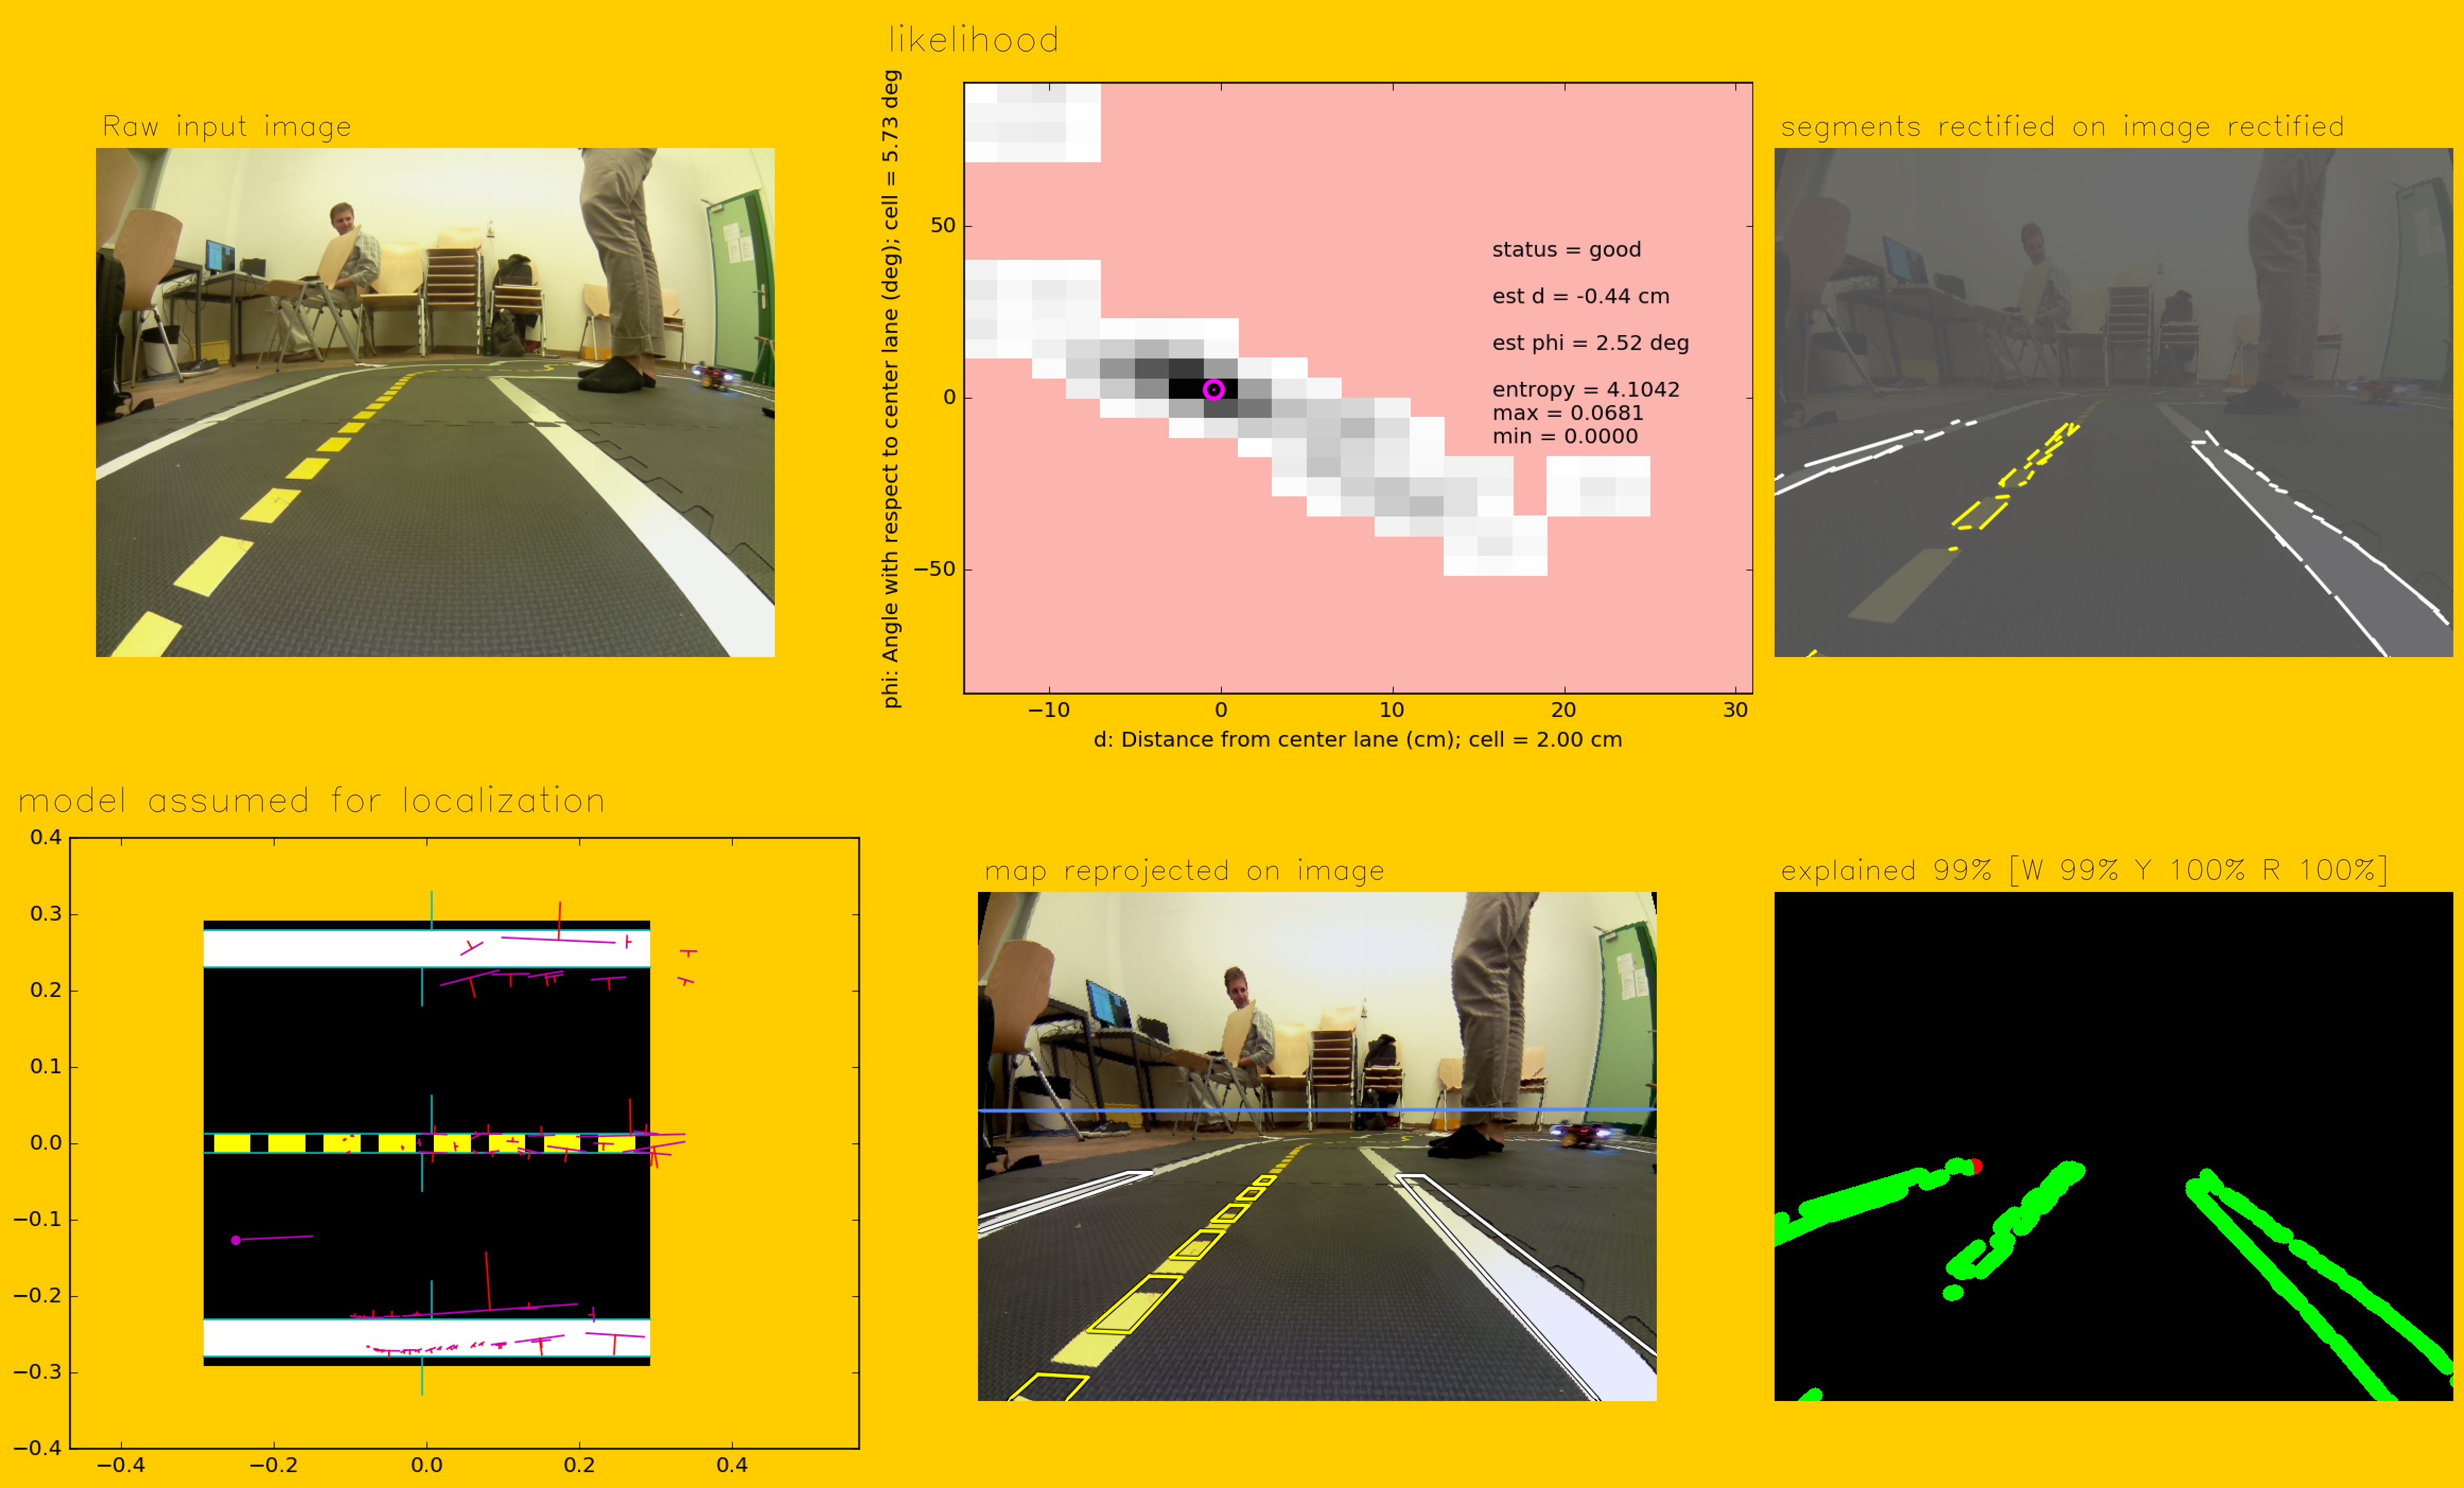 likelihood
Raw input image
segments rectified on image rectified
phi: Angle with respect to center lane (deg); cell = 5.73 deg
50
0
−50
status = good
est d = -0.44 cm
est phi = 2.52 deg
entropy = 4.1042
max = 0.0681
min = 0.0000
−10
0
10
20
30
d: Distance from center lane (cm); cell = 2.00 cm
model assumed for localization
map reprojected on image
explained 99% [W 99% Y 100% R 100%]
0.4
0.3
0.2
0.1
0.0
−0.1
−0.2
−0.3
−0.4
−0.4
−0.2
0.0
0.2
0.4